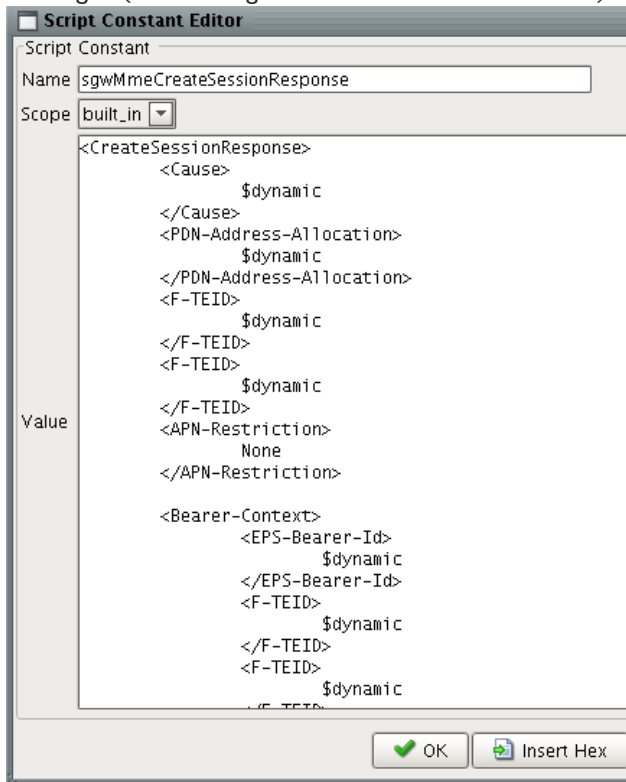 Script Constant Editor
Script Constant
Name sgwMmeCreateSessionResponse
Scope built_in
Value
<CreateSessionResponse>
<Cause>
$dynamic
</Cause>
<PDN-Address-Allocation>
$dynamic
</PDN-Address-Allocation>
<F-TEID>
$dynamic
</F-TEID>
<F-TEID>
$dynamic
</F-TEID>
<APN-Restriction>
None
</APN-Restriction>
<Bearer-Context>
<EPS-Bearer-Id>
$dynamic
</EPS-Bearer-Id>
<F-TEID>
$dynamic
</F-TEID>
<F-TEID>
$dynamic
OK Insert Hex